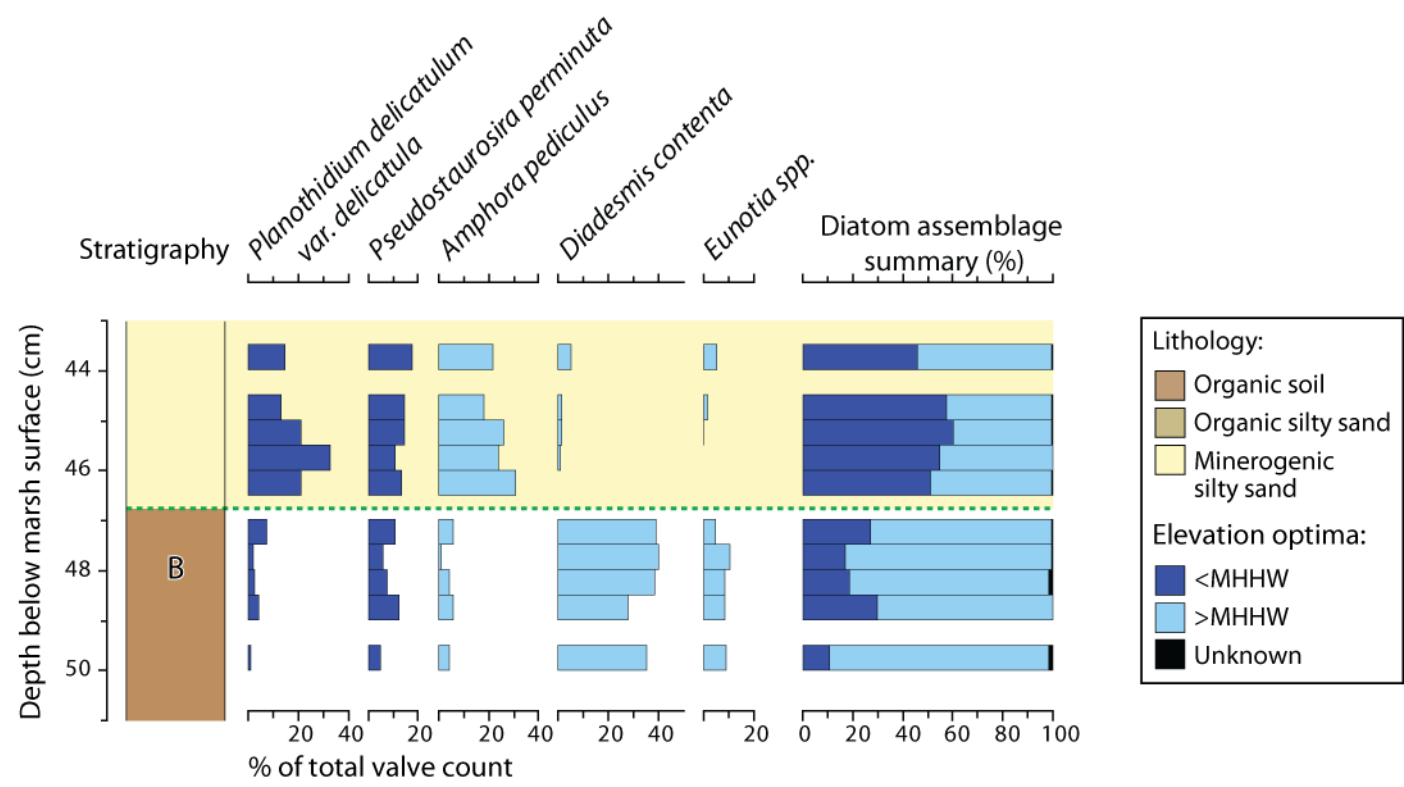 Planothidium delicatulum
var. delicatula
Pseudostaurosira perminuta
Amphora pediculus
Diadesmis contenta
Eunotia spp.
Stratigraphy
Diatom assemblage
summary (%)
Depth below marsh surface (cm)
44
46
48
50
B
20 40 20 20 40 20 40 20 0 20 40 60 80 100
% of total valve count
Lithology:
Organic soil
Organic silty sand
Minerogenic
silty sand
Elevation optima:
<MHHW
>MHHW
Unknown